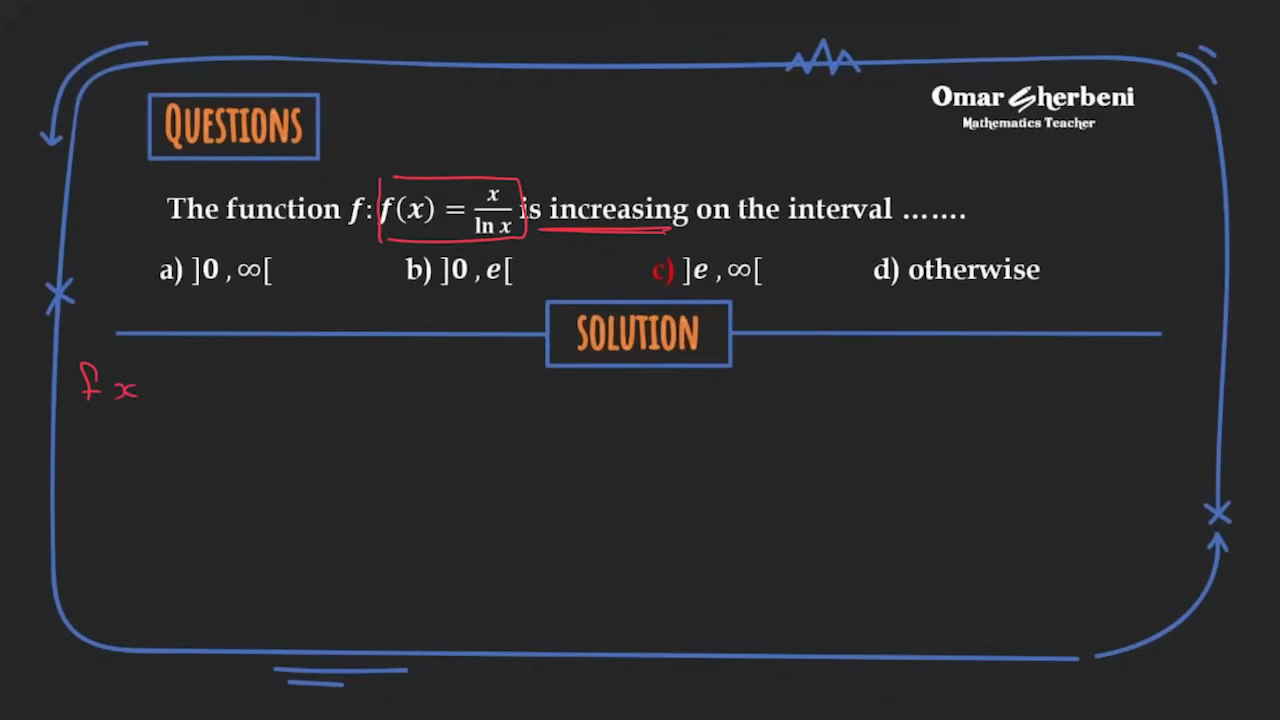 QUESTIONS
Omar Sherbeni
Mathematics Teacher
The function f: f(x) = x/ln x is increasing on the interval .......
a) ]0 , ∞[ b) ]0 , e[ c) ]e , ∞[ d) otherwise
SOLUTION
f x